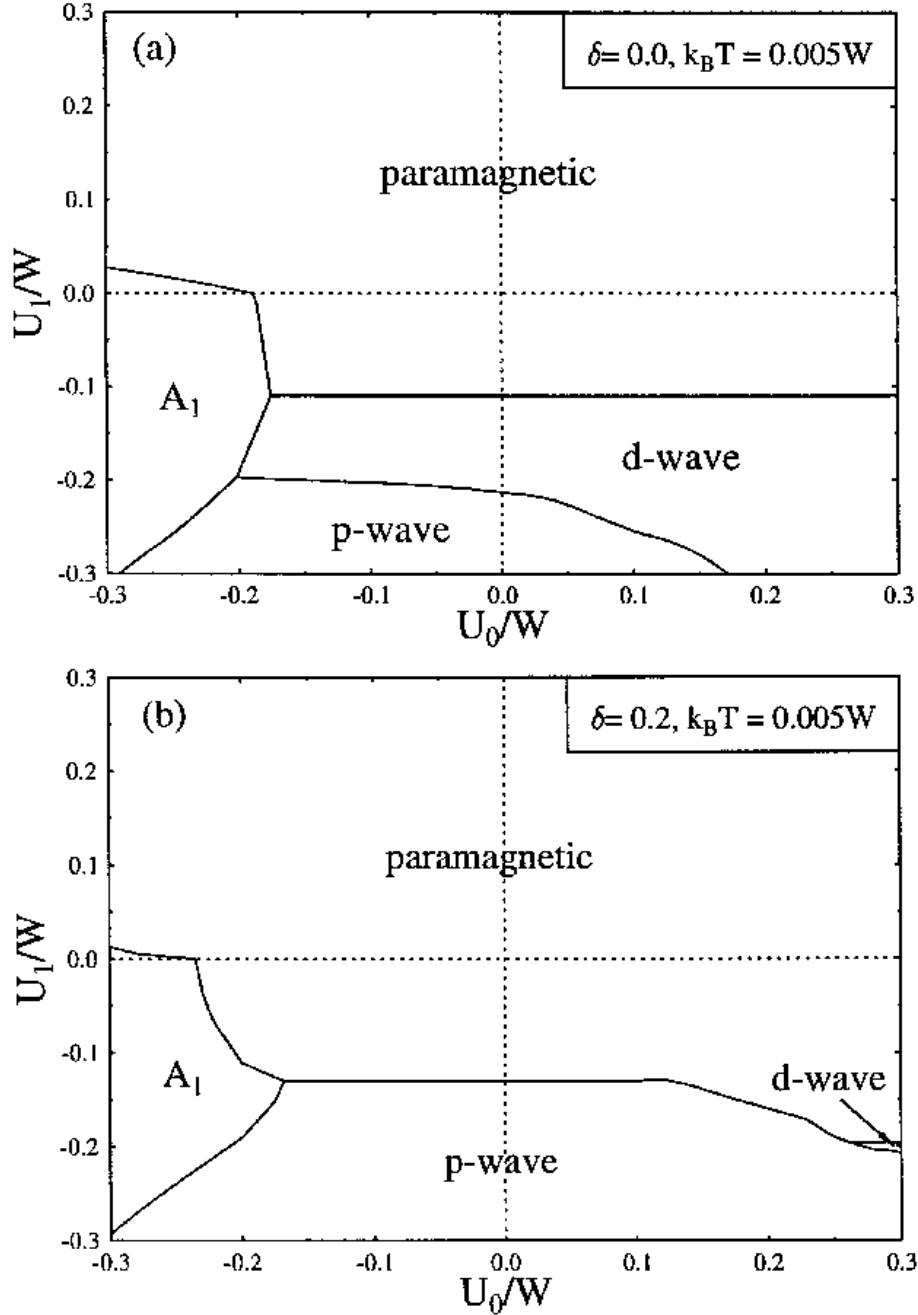 (a)
δ= 0.0, k_BT = 0.005W
0.3
0.2
paramagnetic
0.1
U_1/W
0.0
-0.1
A_1
d-wave
-0.2
p-wave
-0.3
-0.3 -0.2 -0.1 0.0 0.1 0.2 0.3
U_0/W
(b)
δ= 0.2, k_BT = 0.005W
0.3
0.2
paramagnetic
0.1
U_1/W
0.0
-0.1
A_1
d-wave
-0.2
p-wave
-0.3
-0.3 -0.2 -0.1 0.0 0.1 0.2 0.3
U_0/W